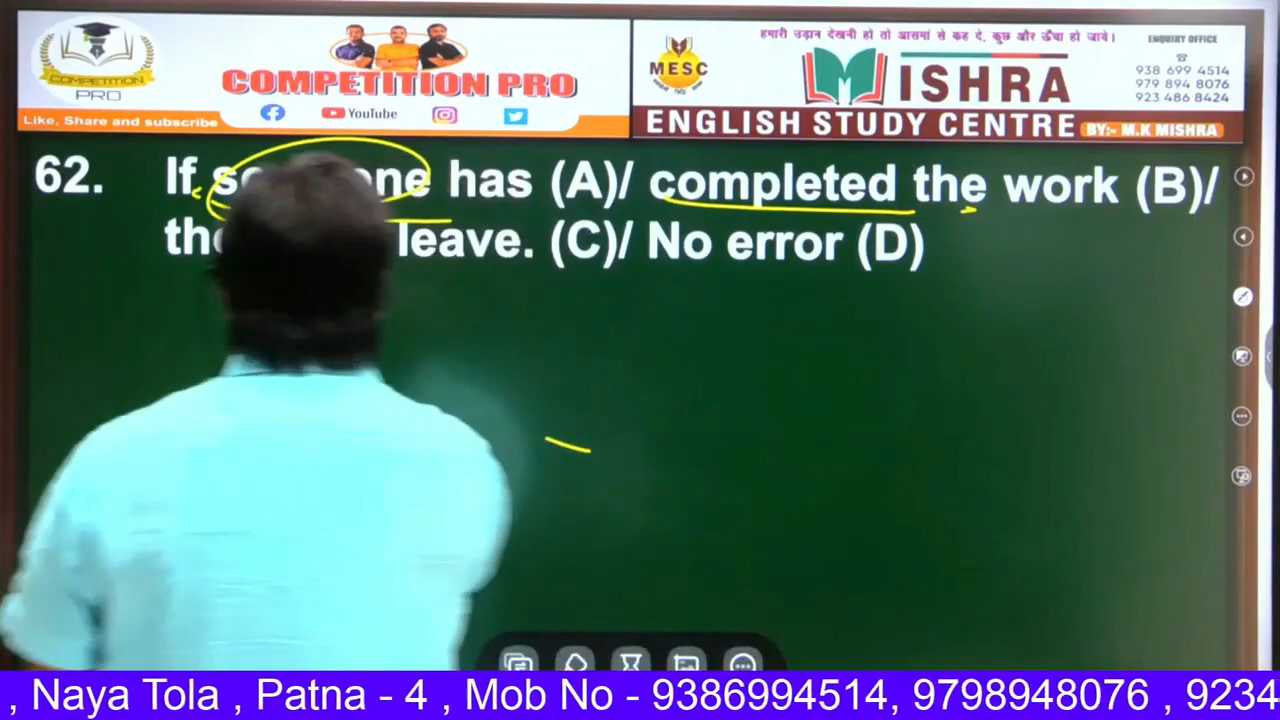 COMPETITION
PRO
COMPETITION PRO
Like, Share and subscribe
YouTube
हमारी उड़ान देखनी हो तो आसमां से कह दे, कुछ और ऊँचा हो जाये।
MESC
M
ISHRA
ENQUIRY OFFICE
938 699 4514
979 894 8076
923 486 8424
ENGLISH STUDY CENTRE BY:- M.K MISHRA
62. If has (A)/ completed the work (B)/
leave. (C)/ No error (D)
, Naya Tola , Patna - 4 , Mob No - 9386994514, 9798948076 , 9234